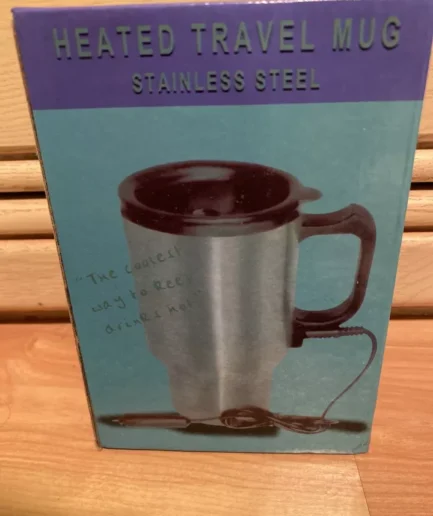 HEATED TRAVEL MUG
STAINLESS STEEL
"The coolest
way to keep
drinks hot..